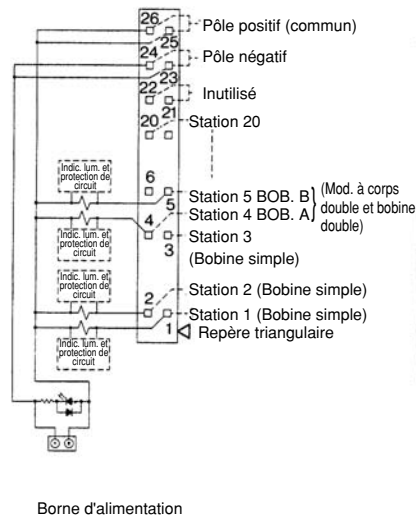 26
Pôle positif (commun)
25
24
Pôle négatif
23
22
Inutilisé
21
20
Station 20
Indic. lum. et
protection de
circuit
6
5
Station 5 BOB. B
Station 4 BOB. A
(Mod. à corps
double et bobine
double)
Indic. lum. et
protection de
circuit
4
Station 3
3
(Bobine simple)
Indic. lum. et
protection de
circuit
2
Station 2 (Bobine simple)
Station 1 (Bobine simple)
1
Repère triangulaire
Indic. lum. et
protection de
circuit
Borne d'alimentation